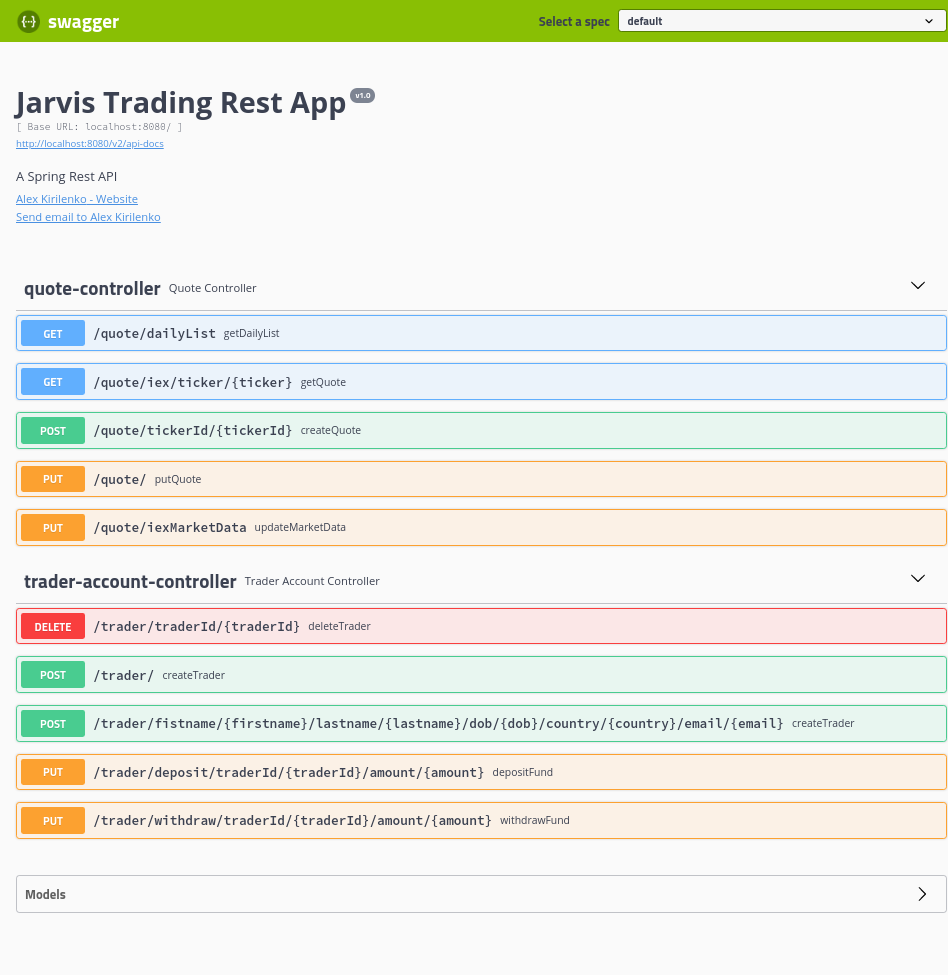 {···} swagger Select a spec default
Jarvis Trading Rest App v1.0
[ Base URL: localhost:8080/ ]
http://localhost:8080/v2/api-docs
A Spring Rest API
Alex Kirilenko - Website
Send email to Alex Kirilenko
quote-controller Quote Controller
GET /quote/dailyList getDailyList
GET /quote/iex/ticker/{ticker} getQuote
POST /quote/tickerId/{tickerId} createQuote
PUT /quote/ putQuote
PUT /quote/iexMarketData updateMarketData
trader-account-controller Trader Account Controller
DELETE /trader/traderId/{traderId} deleteTrader
POST /trader/ createTrader
POST /trader/fistname/{firstname}/lastname/{lastname}/dob/{dob}/country/{country}/email/{email} createTrader
PUT /trader/deposit/traderId/{traderId}/amount/{amount} depositFund
PUT /trader/withdraw/traderId/{traderId}/amount/{amount} withdrawFund
Models